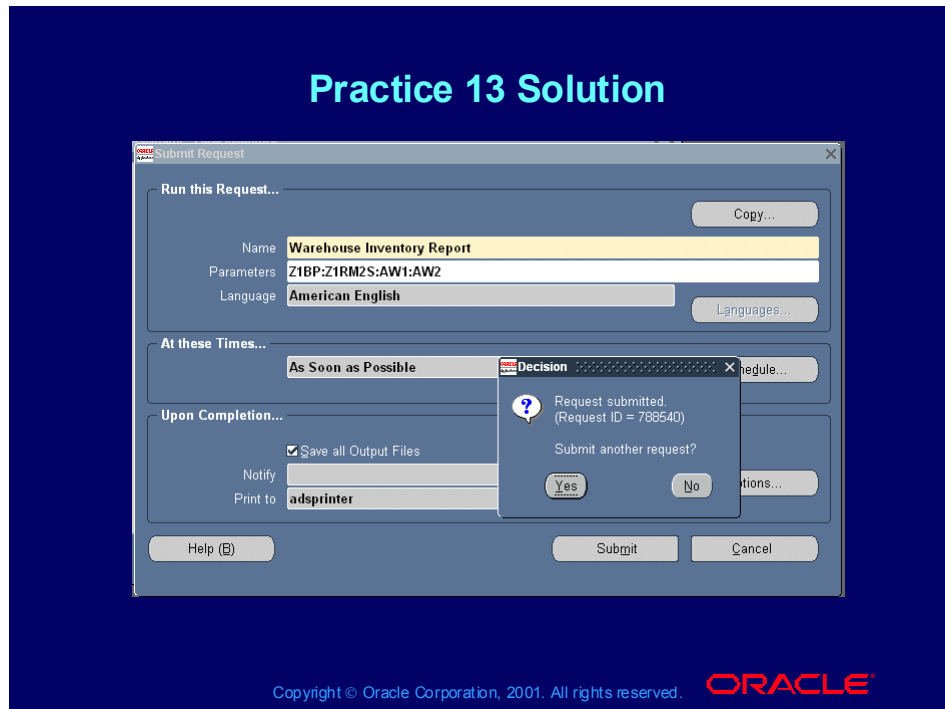 Practice 13 Solution
Submit Request
Run this Request...
Copy...
Name Warehouse Inventory Report
Parameters Z1BP:Z1RM2S:AW1:AW2
Language American English
Languages...
At these Times...
As Soon as Possible
hedule...
Decision
Request submitted.
(Request ID = 788540)
Submit another request?
Yes No
Upon Completion...
Save all Output Files
Notify
tions...
Print to adsprinter
Help (B) Submit Cancel
Copyright © Oracle Corporation, 2001. All rights reserved.
ORACLE